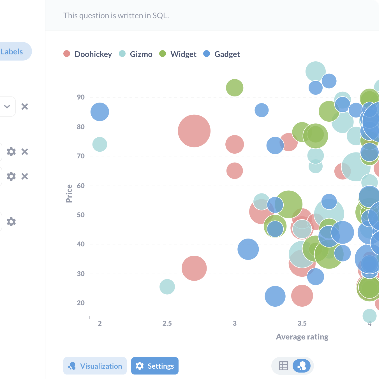 This question is written in SQL.
Labels
Doohickey Gizmo Widget Gadget
90
80
70
60
50
40
30
20
Price
2 2.5 3 3.5 4
Average rating
Visualization Settings